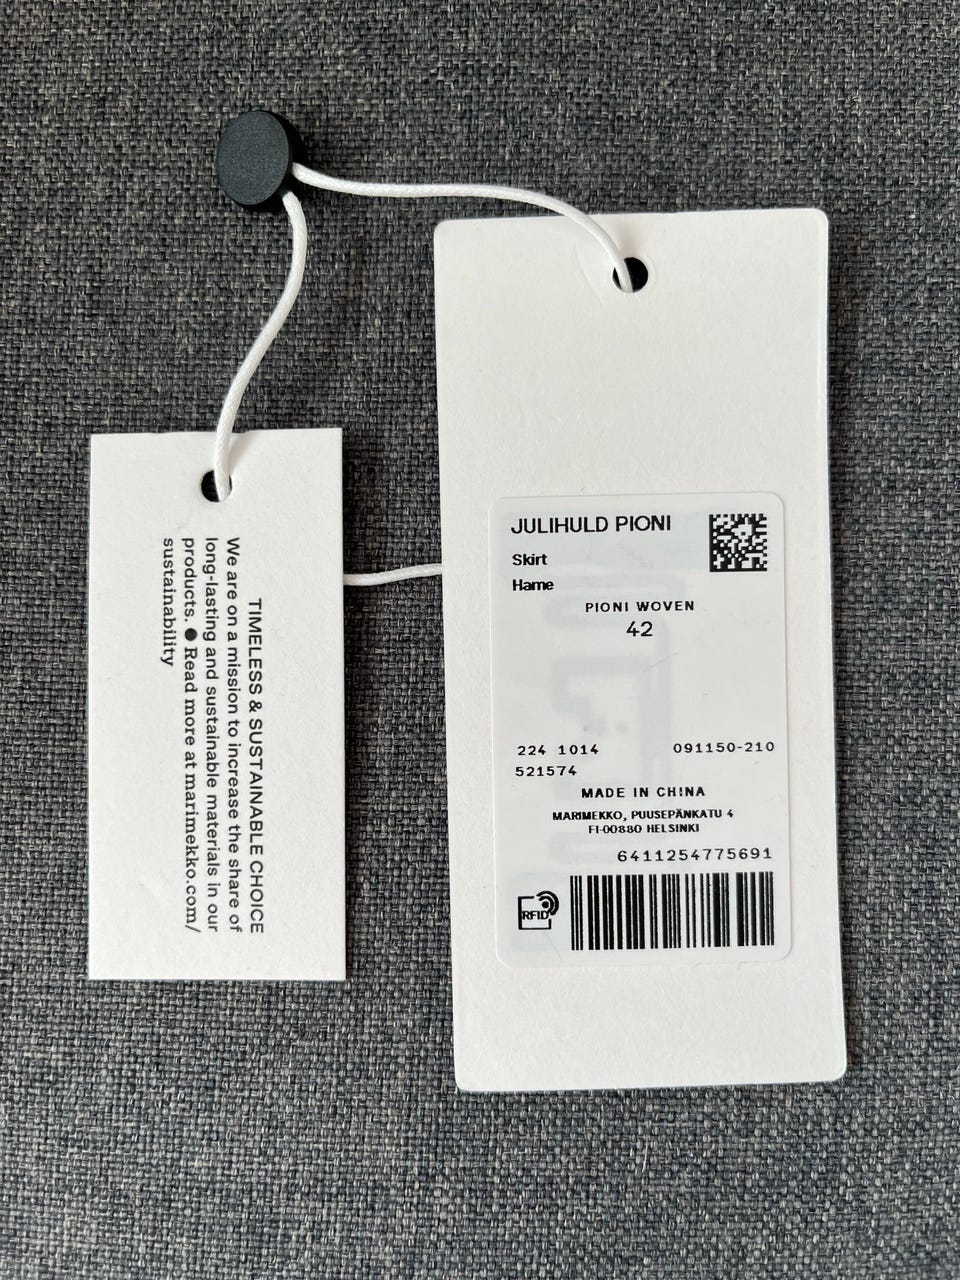 TIMELESS & SUSTAINABLE CHOICE
We are on a mission to increase the share of
long-lasting and sustainable materials in our
products. ● Read more at marimekko.com/
sustainability
JULIHULD PIONI
Skirt
Hame
PIONI WOVEN
42
224 1014 091150-210
521574
MADE IN CHINA
MARIMEKKO, PUUSEPÄNKATU 4
FI-00880 HELSINKI
6411254775691
RFID